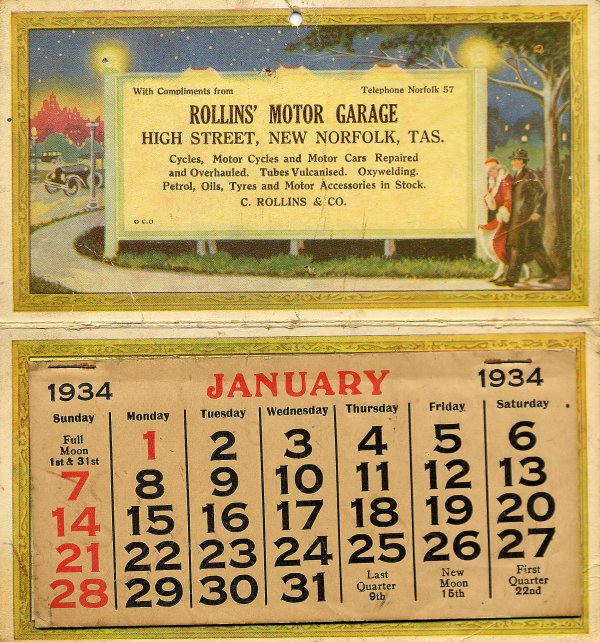 With Compliments from Telephone Norfolk 57
ROLLINS' MOTOR GARAGE
HIGH STREET, NEW NORFOLK, TAS.
Cycles, Motor Cycles and Motor Cars Repaired
and Overhauled. Tubes Vulcanised. Oxywelding.
Petrol, Oils, Tyres and Motor Accessories in Stock.
C. ROLLINS & CO.
O C.O
1934 JANUARY 1934
Sunday Monday Tuesday Wednesday Thursday Friday Saturday
Full
Moon
1st & 31st
1 2 3 4 5 6
7 8 9 10 11 12 13
14 15 16 17 18 19 20
21 22 23 24 25 26 27
28 29 30 31
Last
Quarter
9th
New
Moon
15th
First
Quarter
22nd